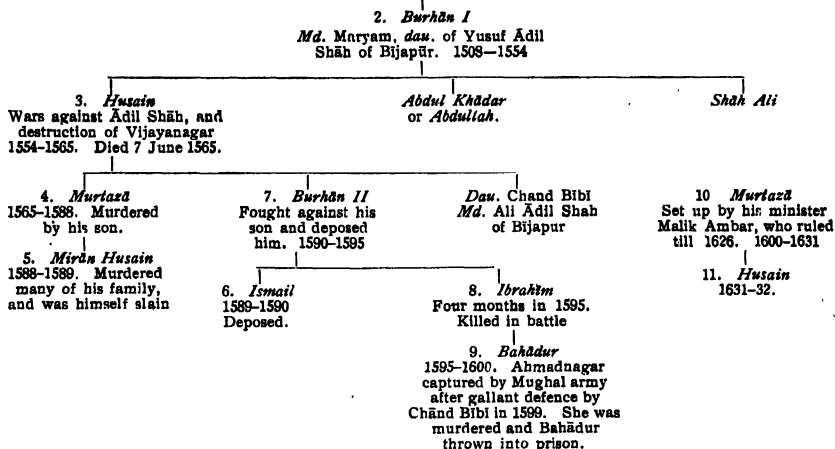 2. Burhān I
Md. Maryam, dau. of Yusuf Ādil
Shāh of Bījapūr. 1508—1554
3. Husain
Wars against Ādil Shāh, and
destruction of Vijayanagar
1554-1565. Died 7 June 1565.
Abdul Khādar
or Abdullah.
Shāh Ali
4. Murtazā
1565-1588. Murdered
by his son.
7. Burhān II
Fought against his
son and deposed
him. 1590-1595
Dau. Chand Bībī
Md. Ali Ādil Shah
of Bījapur
10 Murtazā
Set up by his minister
Malik Ambar, who ruled
till 1626. 1600-1631
5. Mīrān Husain
1588-1589. Murdered
many of his family,
and was himself slain
6. Ismail
1589-1590
Deposed.
8. Ibrahīm
Four months in 1595.
Killed in battle
11. Husain
1631-32.
9. Bahādur
1595-1600. Ahmadnagar
captured by Mughal army
after gallant defence by
Chānd Bībī in 1599. She was
murdered and Bahādur
thrown into prison.